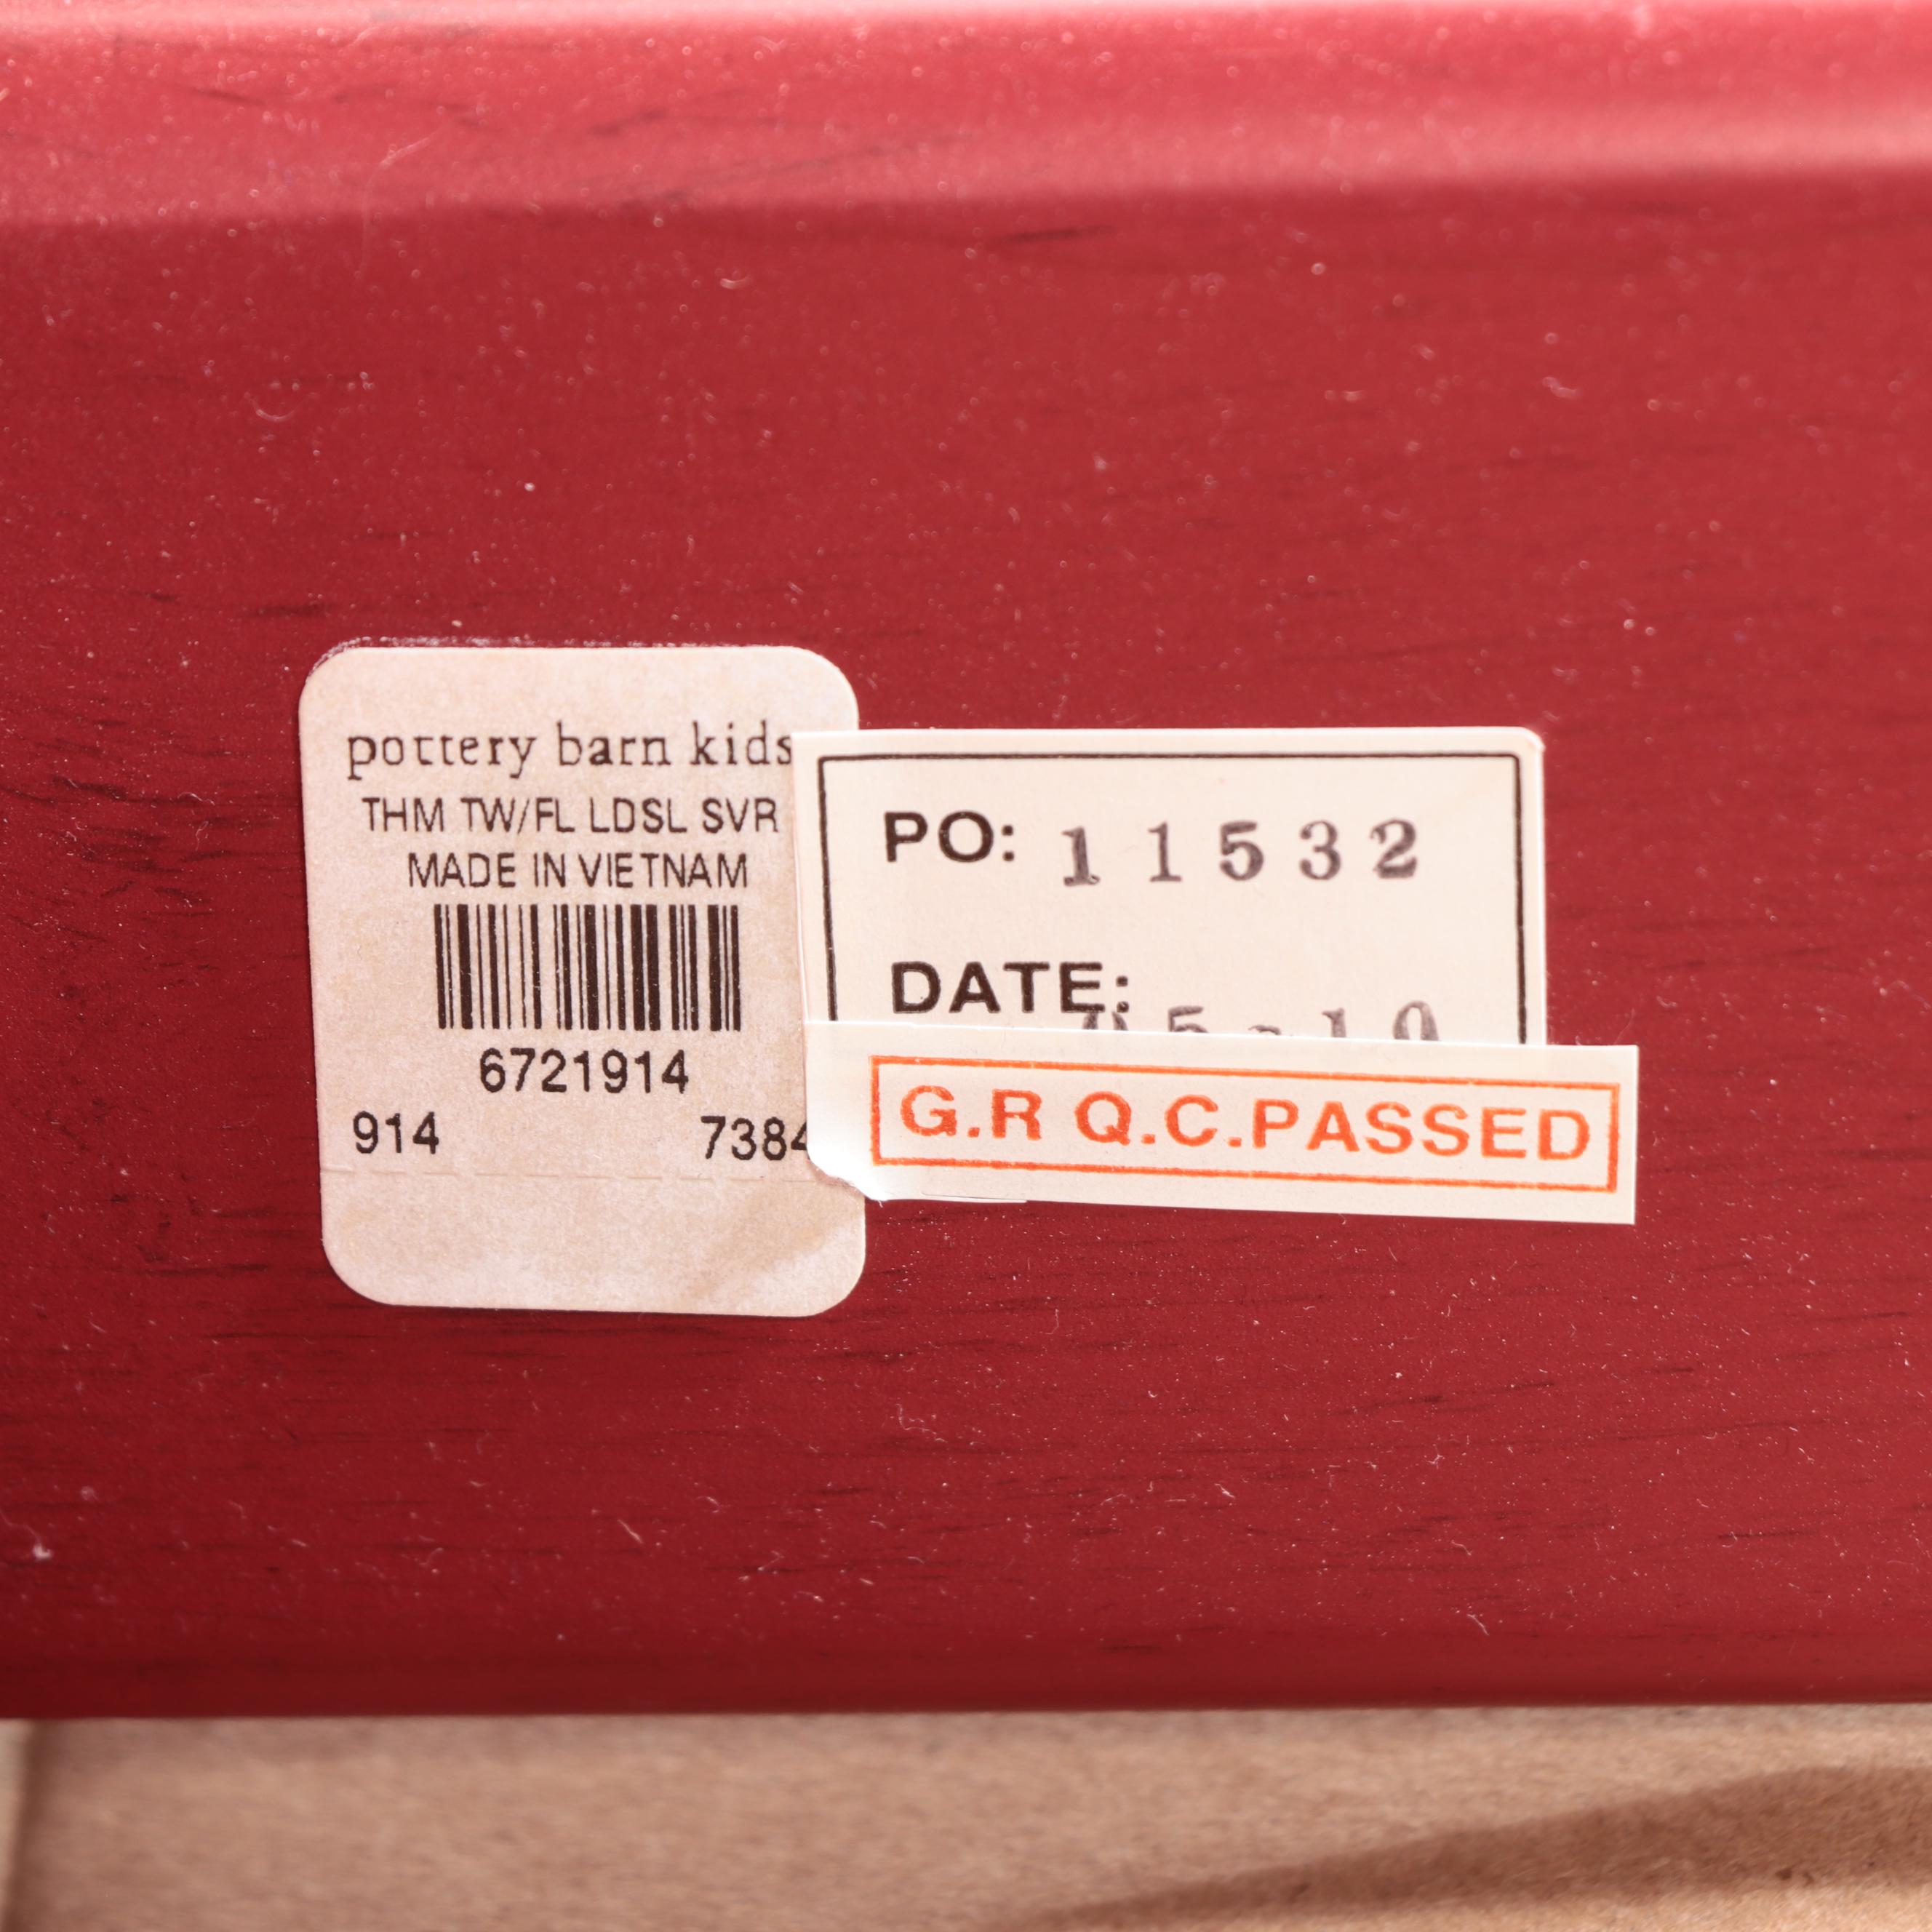 pottery barn kids
THM TW/FL LDSL SVR
MADE IN VIETNAM
6721914
914 7384
PO: 11532
DATE:
G.R Q.C.PASSED